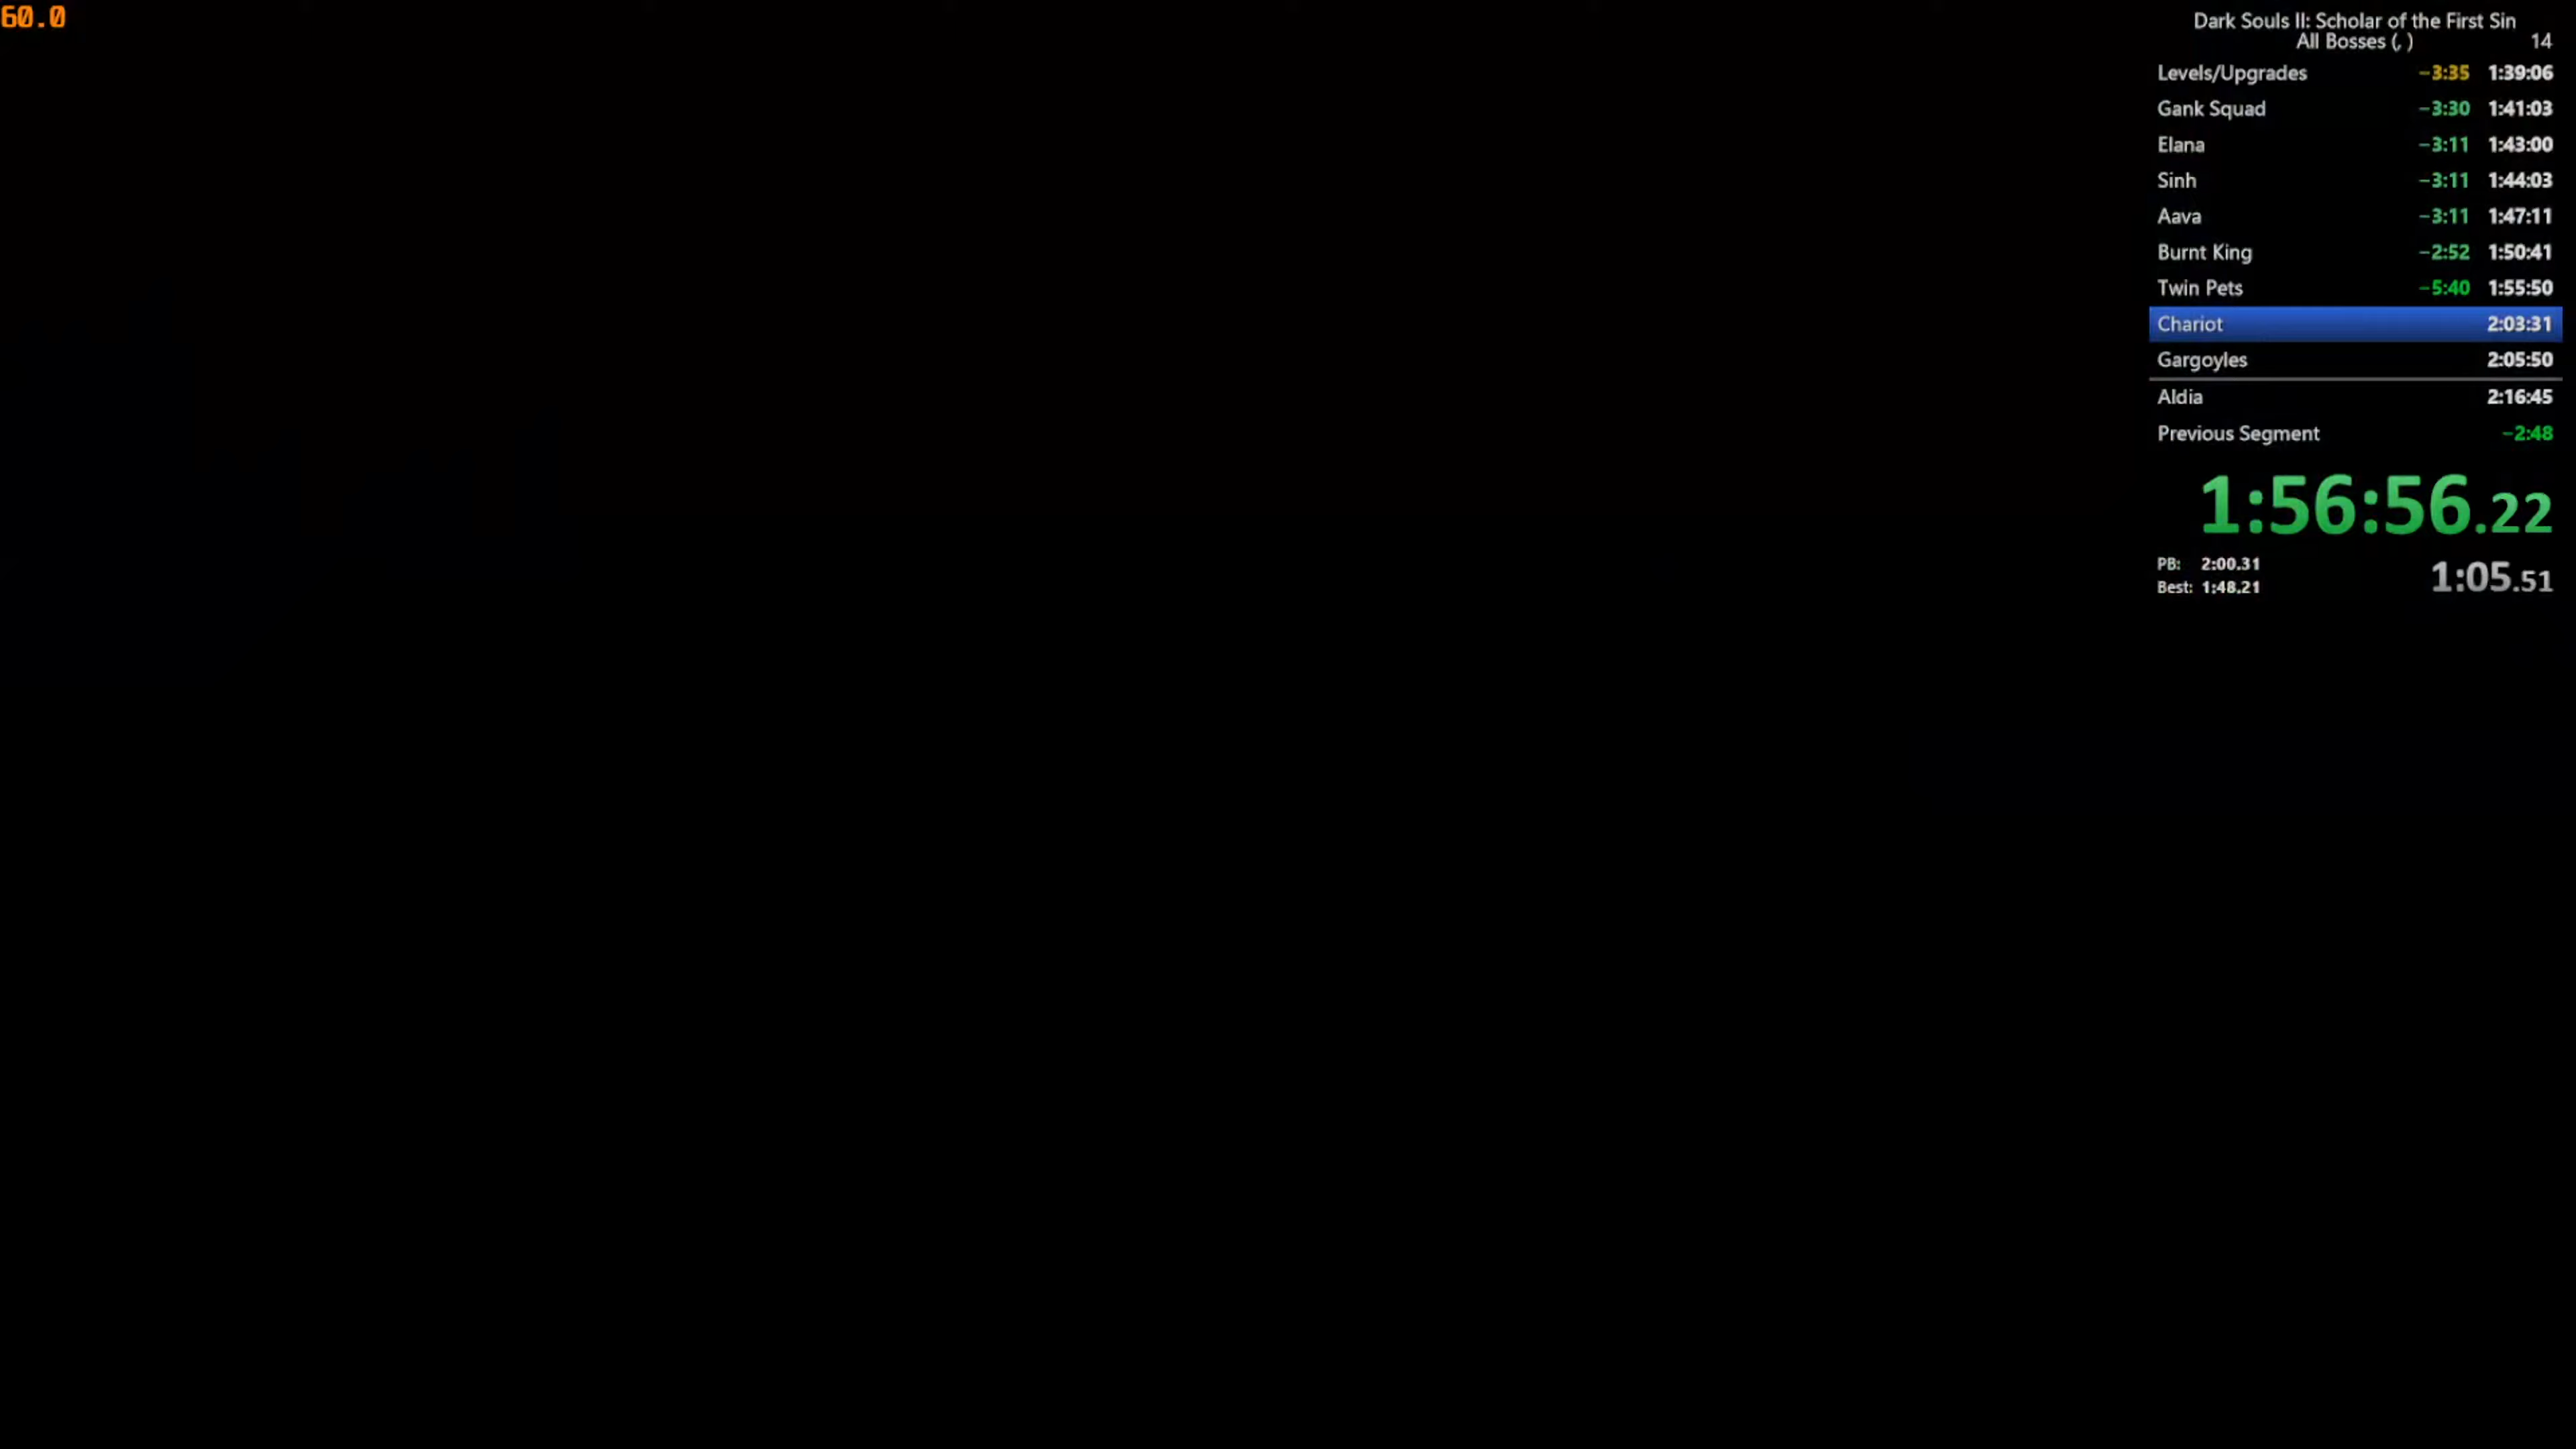 60.0
Dark Souls II: Scholar of the First Sin
All Bosses (, ) 14
Levels/Upgrades -3:35 1:39:06
Gank Squad -3:30 1:41:03
Elana -3:11 1:43:00
Sinh -3:11 1:44:03
Aava -3:11 1:47:11
Burnt King -2:52 1:50:41
Twin Pets -5:40 1:55:50
Chariot 2:03:31
Gargoyles 2:05:50
Aldia 2:16:45
Previous Segment -2:48
1:56:56.22
PB: 2:00.31
Best: 1:48.21
1:05.51